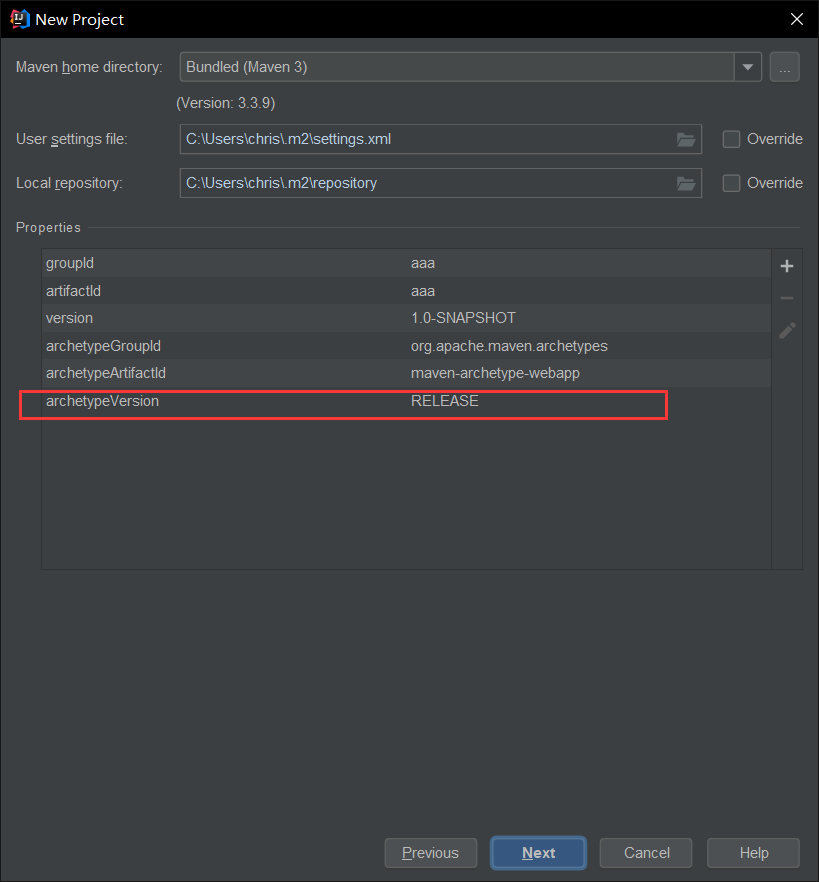 New Project
Maven home directory: Bundled (Maven 3) ...
(Version: 3.3.9)
User settings file: C:\Users\chris\.m2\settings.xml Override
Local repository: C:\Users\chris\.m2\repository Override
Properties
groupId aaa
artifactId aaa
version 1.0-SNAPSHOT
archetypeGroupId org.apache.maven.archetypes
archetypeArtifactId maven-archetype-webapp
archetypeVersion RELEASE
Previous Next Cancel Help